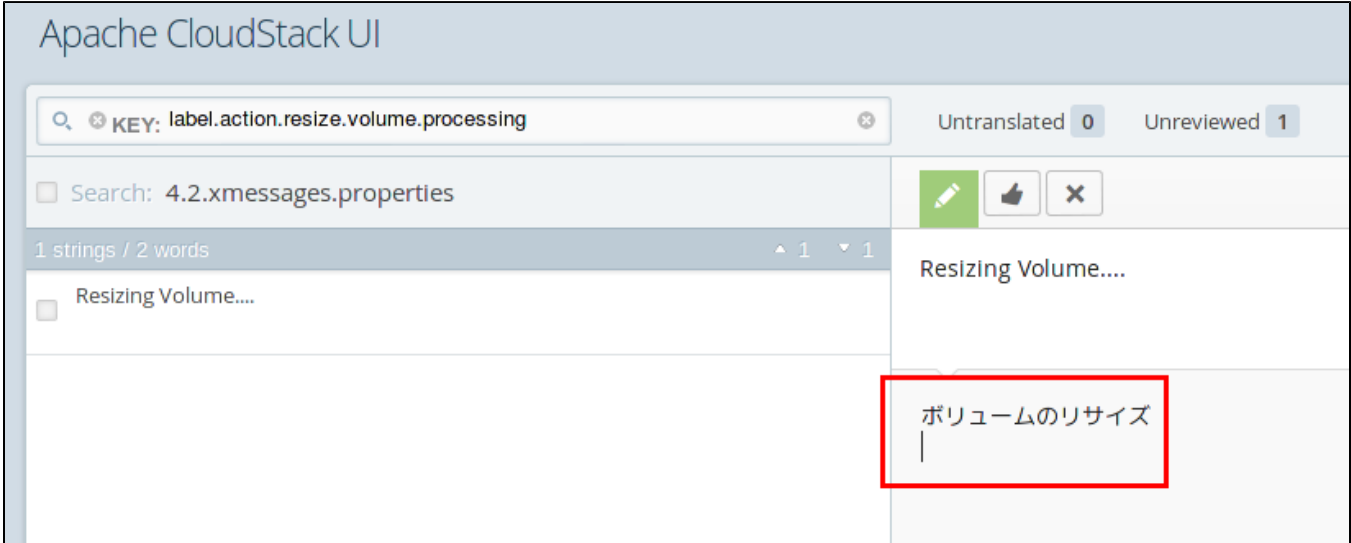 Apache CloudStack UI
KEY: label.action.resize.volume.processing
Untranslated 0 Unreviewed 1
Search: 4.2.xmessages.properties
1 strings / 2 words 1 1
Resizing Volume....
Resizing Volume....
ボリュームのリサイズ